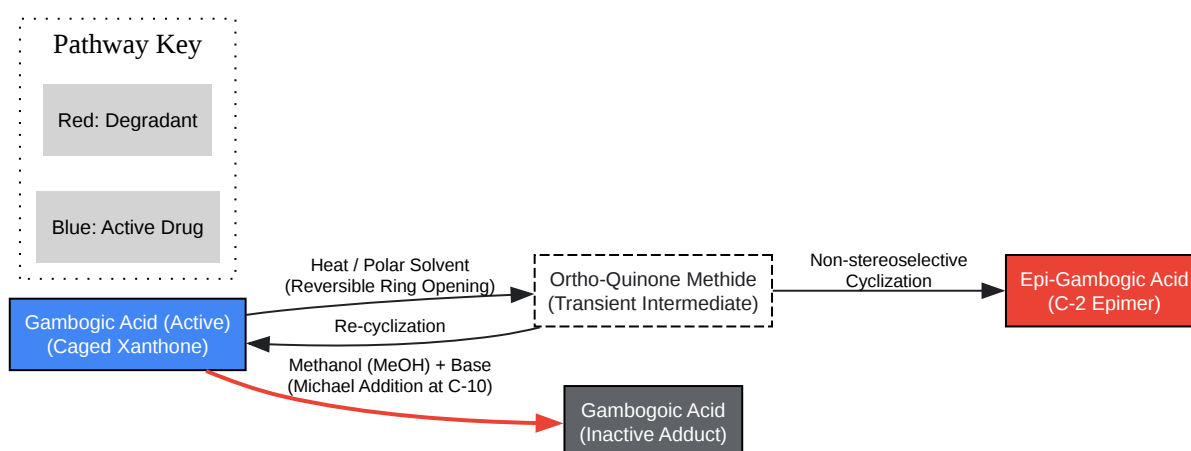 Pathway Key
Red: Degradant
Blue: Active Drug
Heat / Polar Solvent
(Reversible Ring Opening)
Non-stereoselective
Cyclization
Ortho-Quinone Methide
(Transient Intermediate)
Epi-Gambogic Acid
(C-2 Epimer)
Gambogic Acid (Active)
(Caged Xanthone)
Re-cyclization
Methanol (MeOH) + Base
(Michael Addition at C-10)
Gambogoic Acid
(Inactive Adduct)